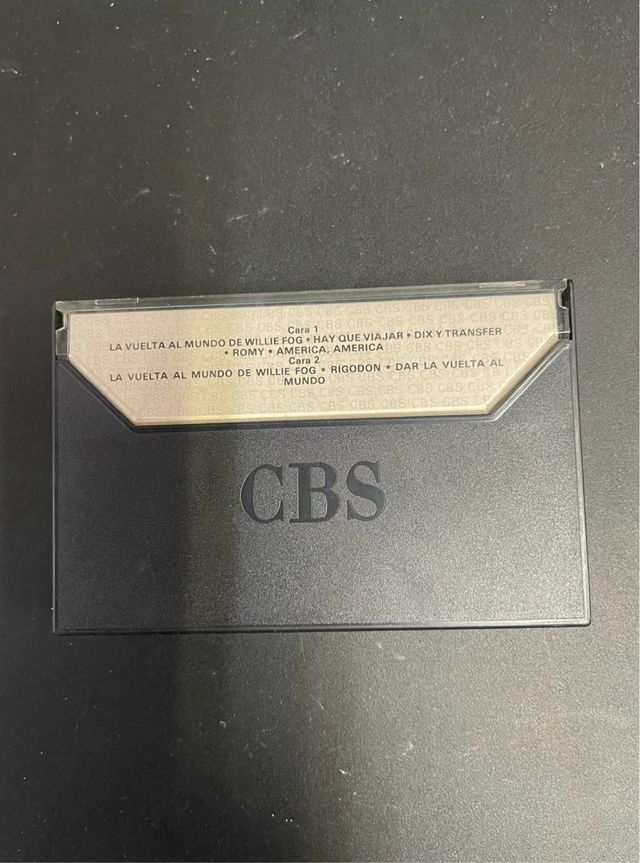 Cara 1
LA VUELTA AL MUNDO DE WILLIE FOG • HAY QUE VIAJAR • DIX Y TRANSFER
• ROMY • AMERICA, AMERICA
Cara 2
LA VUELTA AL MUNDO DE WILLIE FOG • RIGODON • DAR LA VUELTA AL
MUNDO
CBS